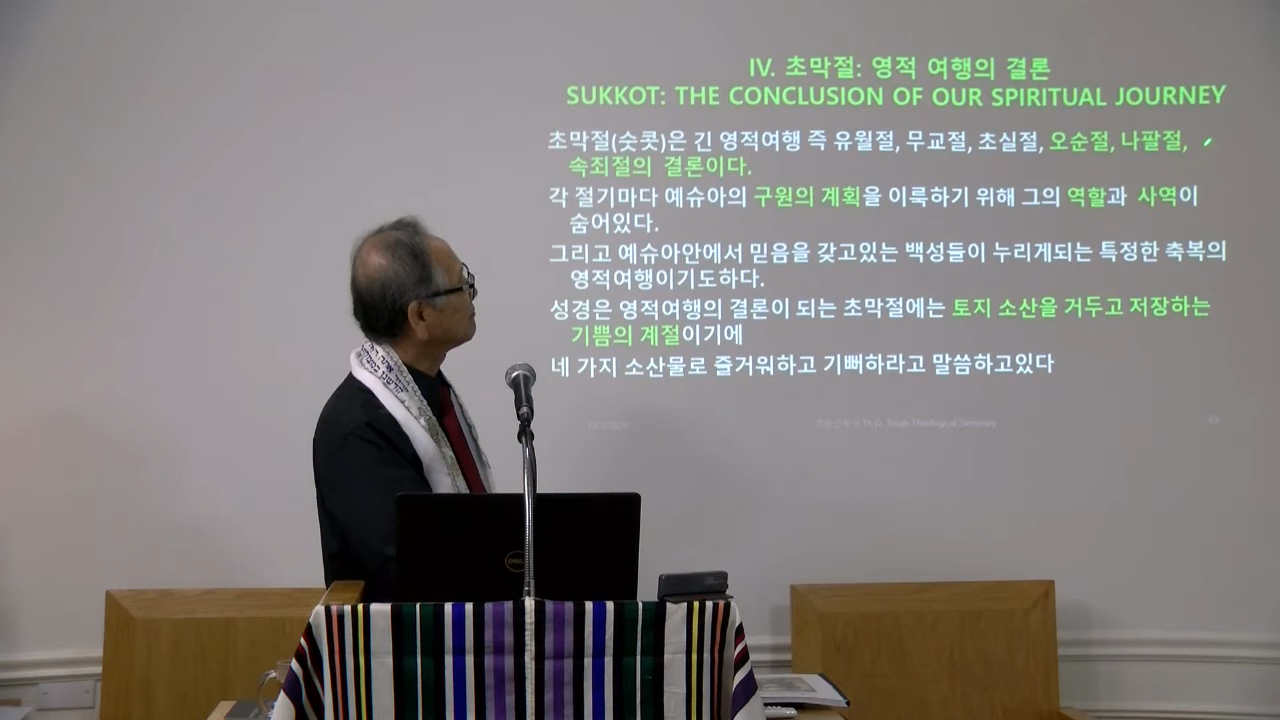 IV. 초막절: 영적 여행의 결론
SUKKOT: THE CONCLUSION OF OUR SPIRITUAL JOURNEY
초막절(숫콧)은 긴 영적여행 즉 유월절, 무교절, 초실절, 오순절, 나팔절,
속죄절의 결론이다.
각 절기마다 예슈아의 구원의 계획을 이룩하기 위해 그의 역할과 사역이
숨어있다.
그리고 예슈아안에서 믿음을 갖고있는 백성들이 누리게되는 특정한 축복의
영적여행이기도하다.
성경은 영적여행의 결론이 되는 초막절에는 토지 소산을 거두고 저장하는
기쁨의 계절이기에
네 가지 소산물로 즐거워하고 기뻐하라고 말씀하고있다
Th.D. Torah Theological Seminary
DELL